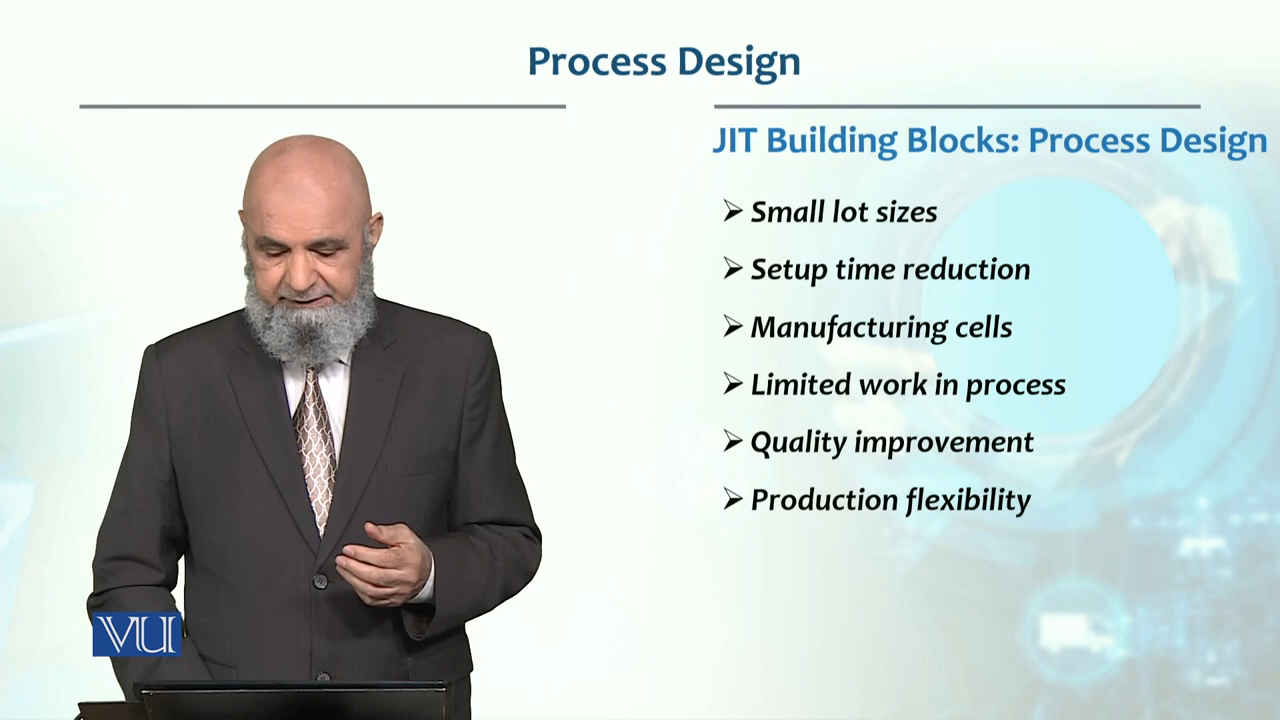 Process Design
JIT Building Blocks: Process Design
Small lot sizes
Setup time reduction
Manufacturing cells
Limited work in process
Quality improvement
Production flexibility
VU